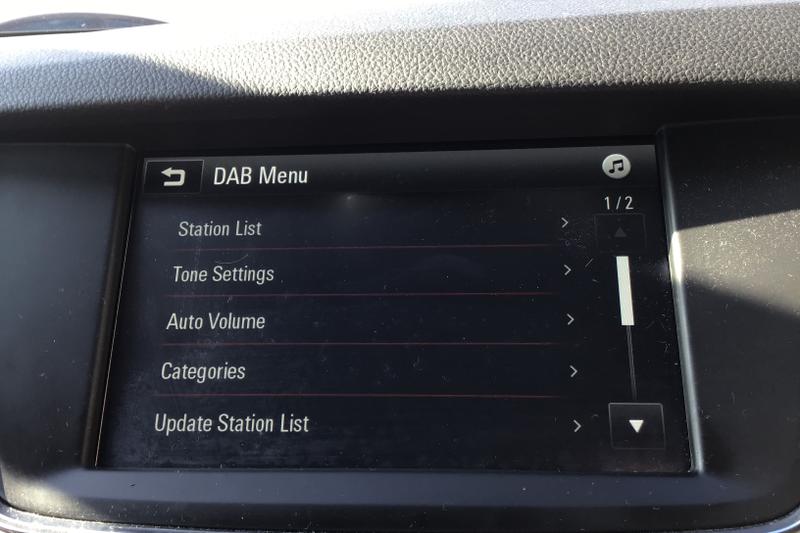 DAB Menu
1/2
Station List
Tone Settings
Auto Volume
Categories
Update Station List